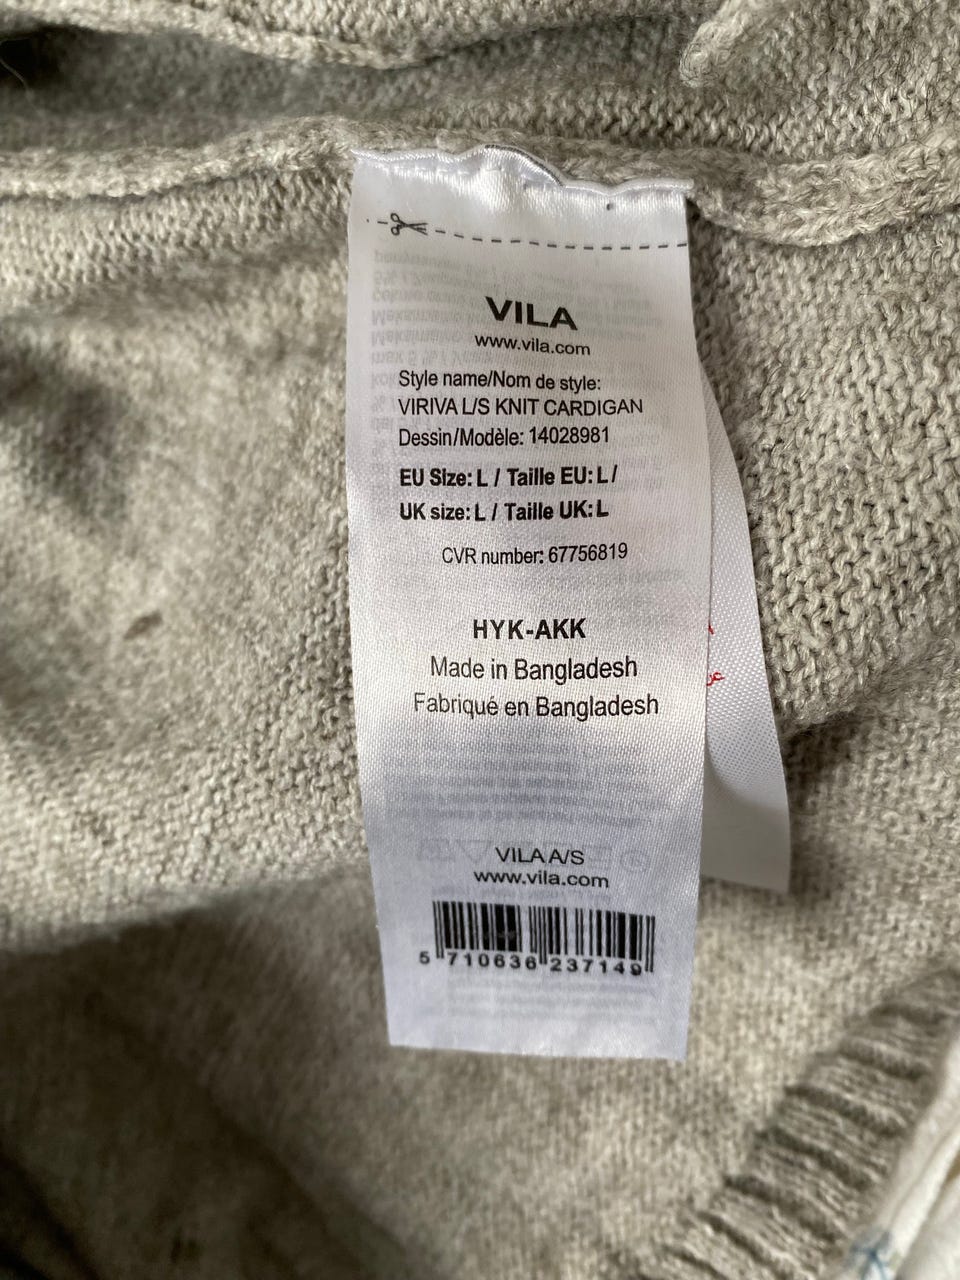 VILA
www.vila.com
Style name/Nom de style:
VIRIVA L/S KNIT CARDIGAN
Dessin/Modèle: 14028981
EU Size: L / Taille EU: L /
UK size: L / Taille UK: L
CVR number: 67756819
HYK-AKK
Made in Bangladesh
Fabriqué en Bangladesh
VILA A/S
www.vila.com
5 710636 237149